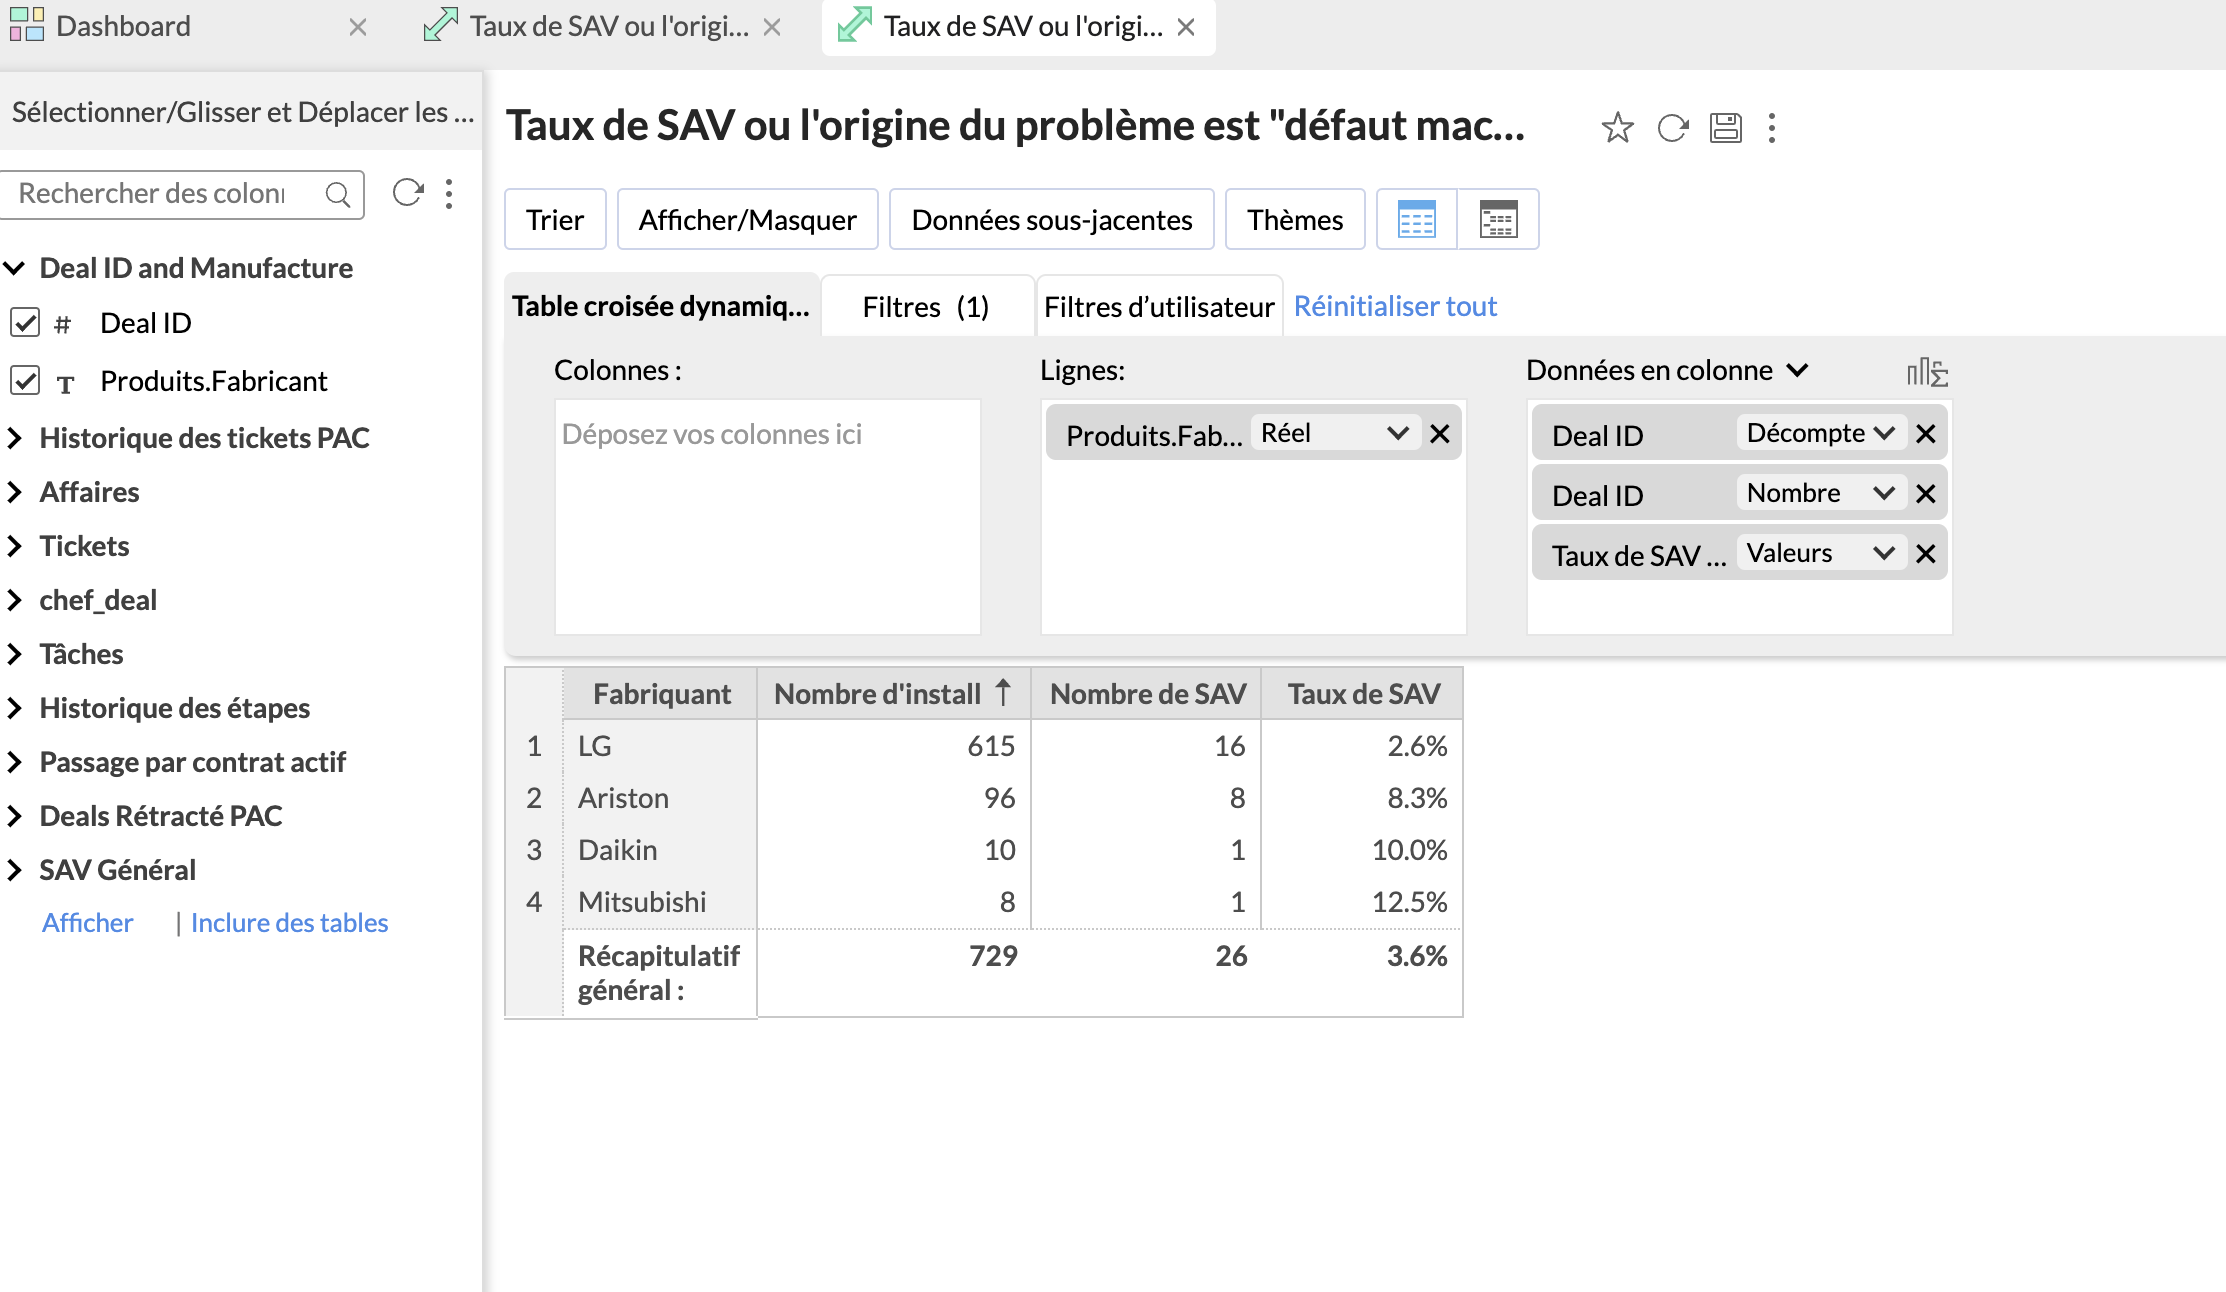 Dashboard
Taux de SAV ou l'origi...
Taux de SAV ou l'origi...
Sélectionner/Glisser et Déplacer les ...
Rechercher des colon
Deal ID and Manufacture
# Deal ID
T Produits.Fabricant
Historique des tickets PAC
Affaires
Tickets
chef_deal
Tâches
Historique des étapes
Passage par contrat actif
Deals Rétracté PAC
SAV Général
Afficher | Inclure des tables
Taux de SAV ou l'origine du problème est "défaut mac...
Trier Afficher/Masquer Données sous-jacentes Thèmes
Table croisée dynamiq... Filtres (1) Filtres d’utilisateur Réinitialiser tout
Colonnes :
Déposez vos colonnes ici
Lignes:
Produits.Fab... Réel
Données en colonne
Deal ID Décompte
Deal ID Nombre
Taux de SAV ... Valeurs
Fabriquant Nombre d'install Nombre de SAV Taux de SAV
1 LG 615 16 2.6%
2 Ariston 96 8 8.3%
3 Daikin 10 1 10.0%
4 Mitsubishi 8 1 12.5%
Récapitulatif 729 26 3.6%
général :